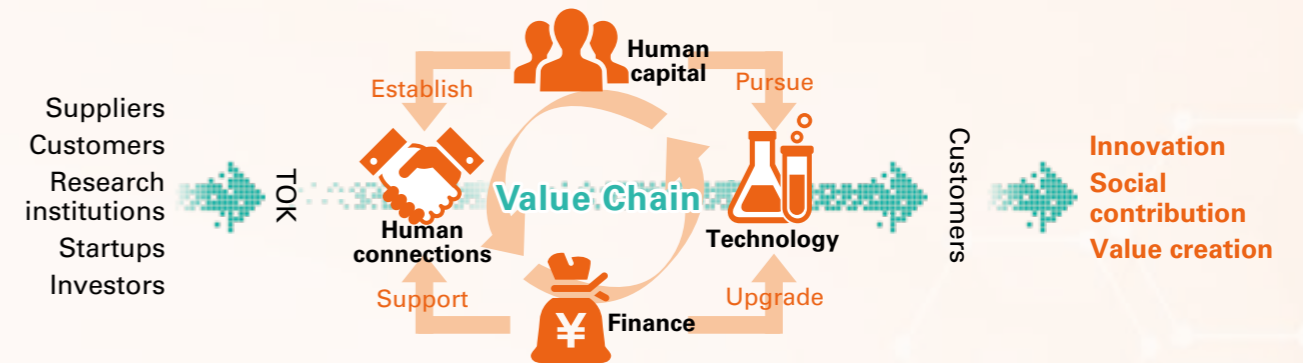 Suppliers
Customers
Research
institutions
Startups
Investors
TOK
Establish
Human
capital
Pursue
Human
connections
Value Chain
Technology
Support
¥
Finance
Upgrade
Customers
Innovation
Social
contribution
Value creation